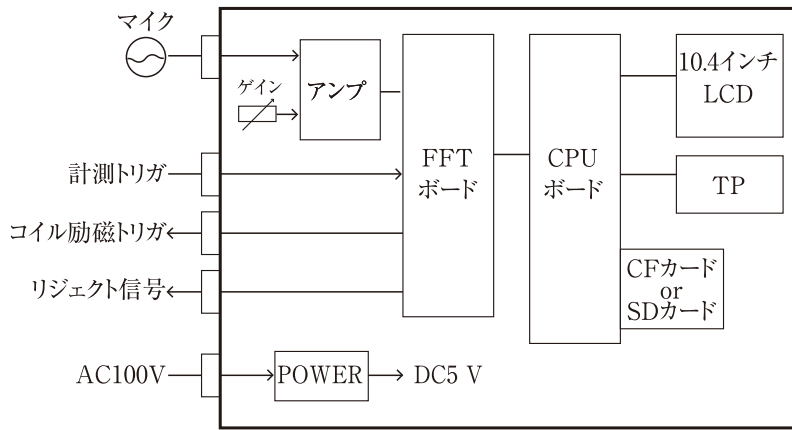 マイク
ゲイン
アンプ
10.4インチ
LCD
FFT
ボード
CPU
ボード
計測トリガ
TP
コイル励磁トリガ
リジェクト信号
CFカード
or
SDカード
AC100V
POWER
DC5 V